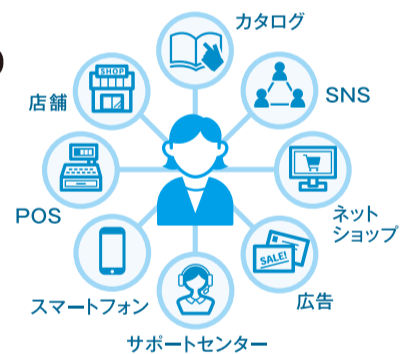 カタログ
SHOP
店舗
SNS
POS
ネット
ショップ
SALE!
スマートフォン
広告
サポートセンター